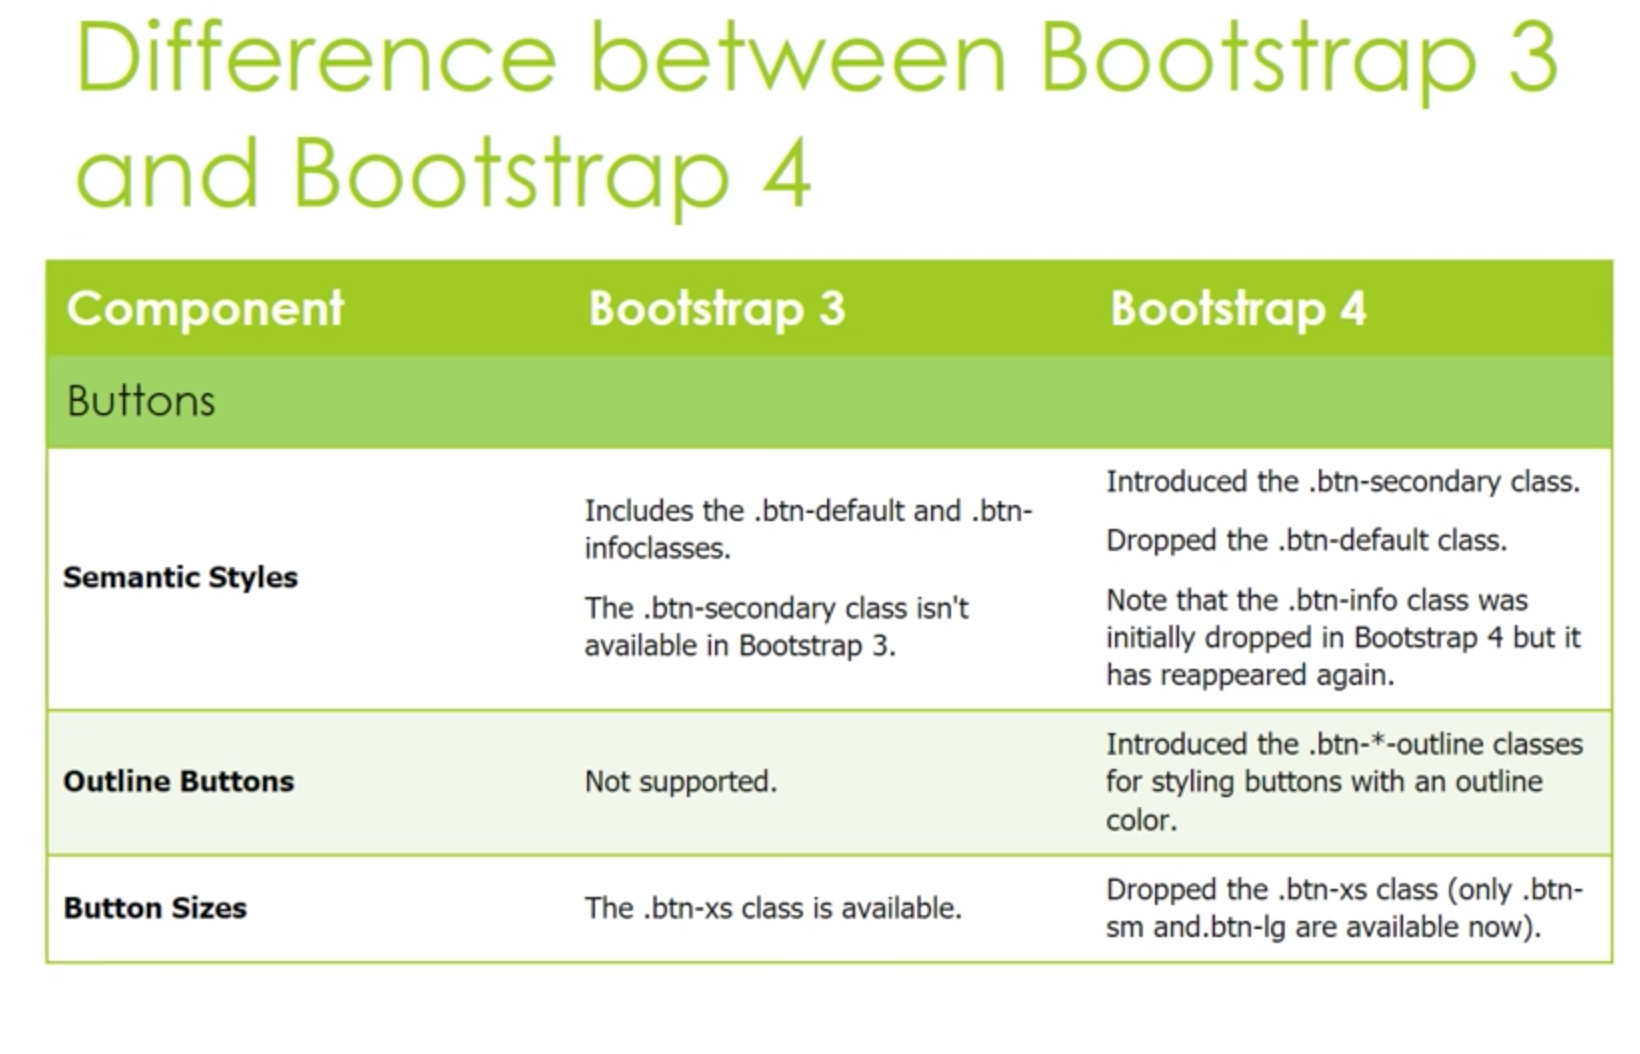 Difference between Bootstrap 3
and Bootstrap 4
Component Bootstrap 3 Bootstrap 4
Buttons
Semantic Styles
Includes the .btn-default and .btn-
infoclasses.
The .btn-secondary class isn't
available in Bootstrap 3.
Introduced the .btn-secondary class.
Dropped the .btn-default class.
Note that the .btn-info class was
initially dropped in Bootstrap 4 but it
has reappeared again.
Outline Buttons
Not supported.
Introduced the .btn-*-outline classes
for styling buttons with an outline
color.
Button Sizes
The .btn-xs class is available.
Dropped the .btn-xs class (only .btn-
sm and.btn-lg are available now).